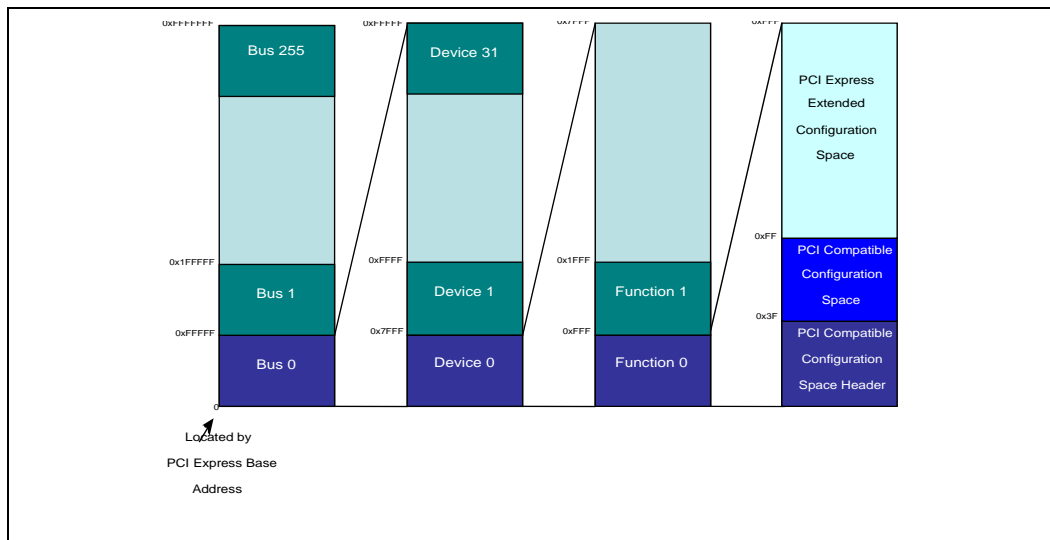 0xFFFFFFF
0xFFFFF
0x7FFF
0xFFF
Bus 255
Device 31
PCI Express
Extended
Configuration
Space
0xFF
0x1FFFFF
0xFFFF
0x1FFF
PCI Compatible
Configuration
Space
Bus 1
Device 1
Function 1
0x3F
0xFFFFF
0x7FFF
0xFFF
PCI Compatible
Configuration
Space Header
Bus 0
Device 0
Function 0
0
Located by
PCI Express Base
Address